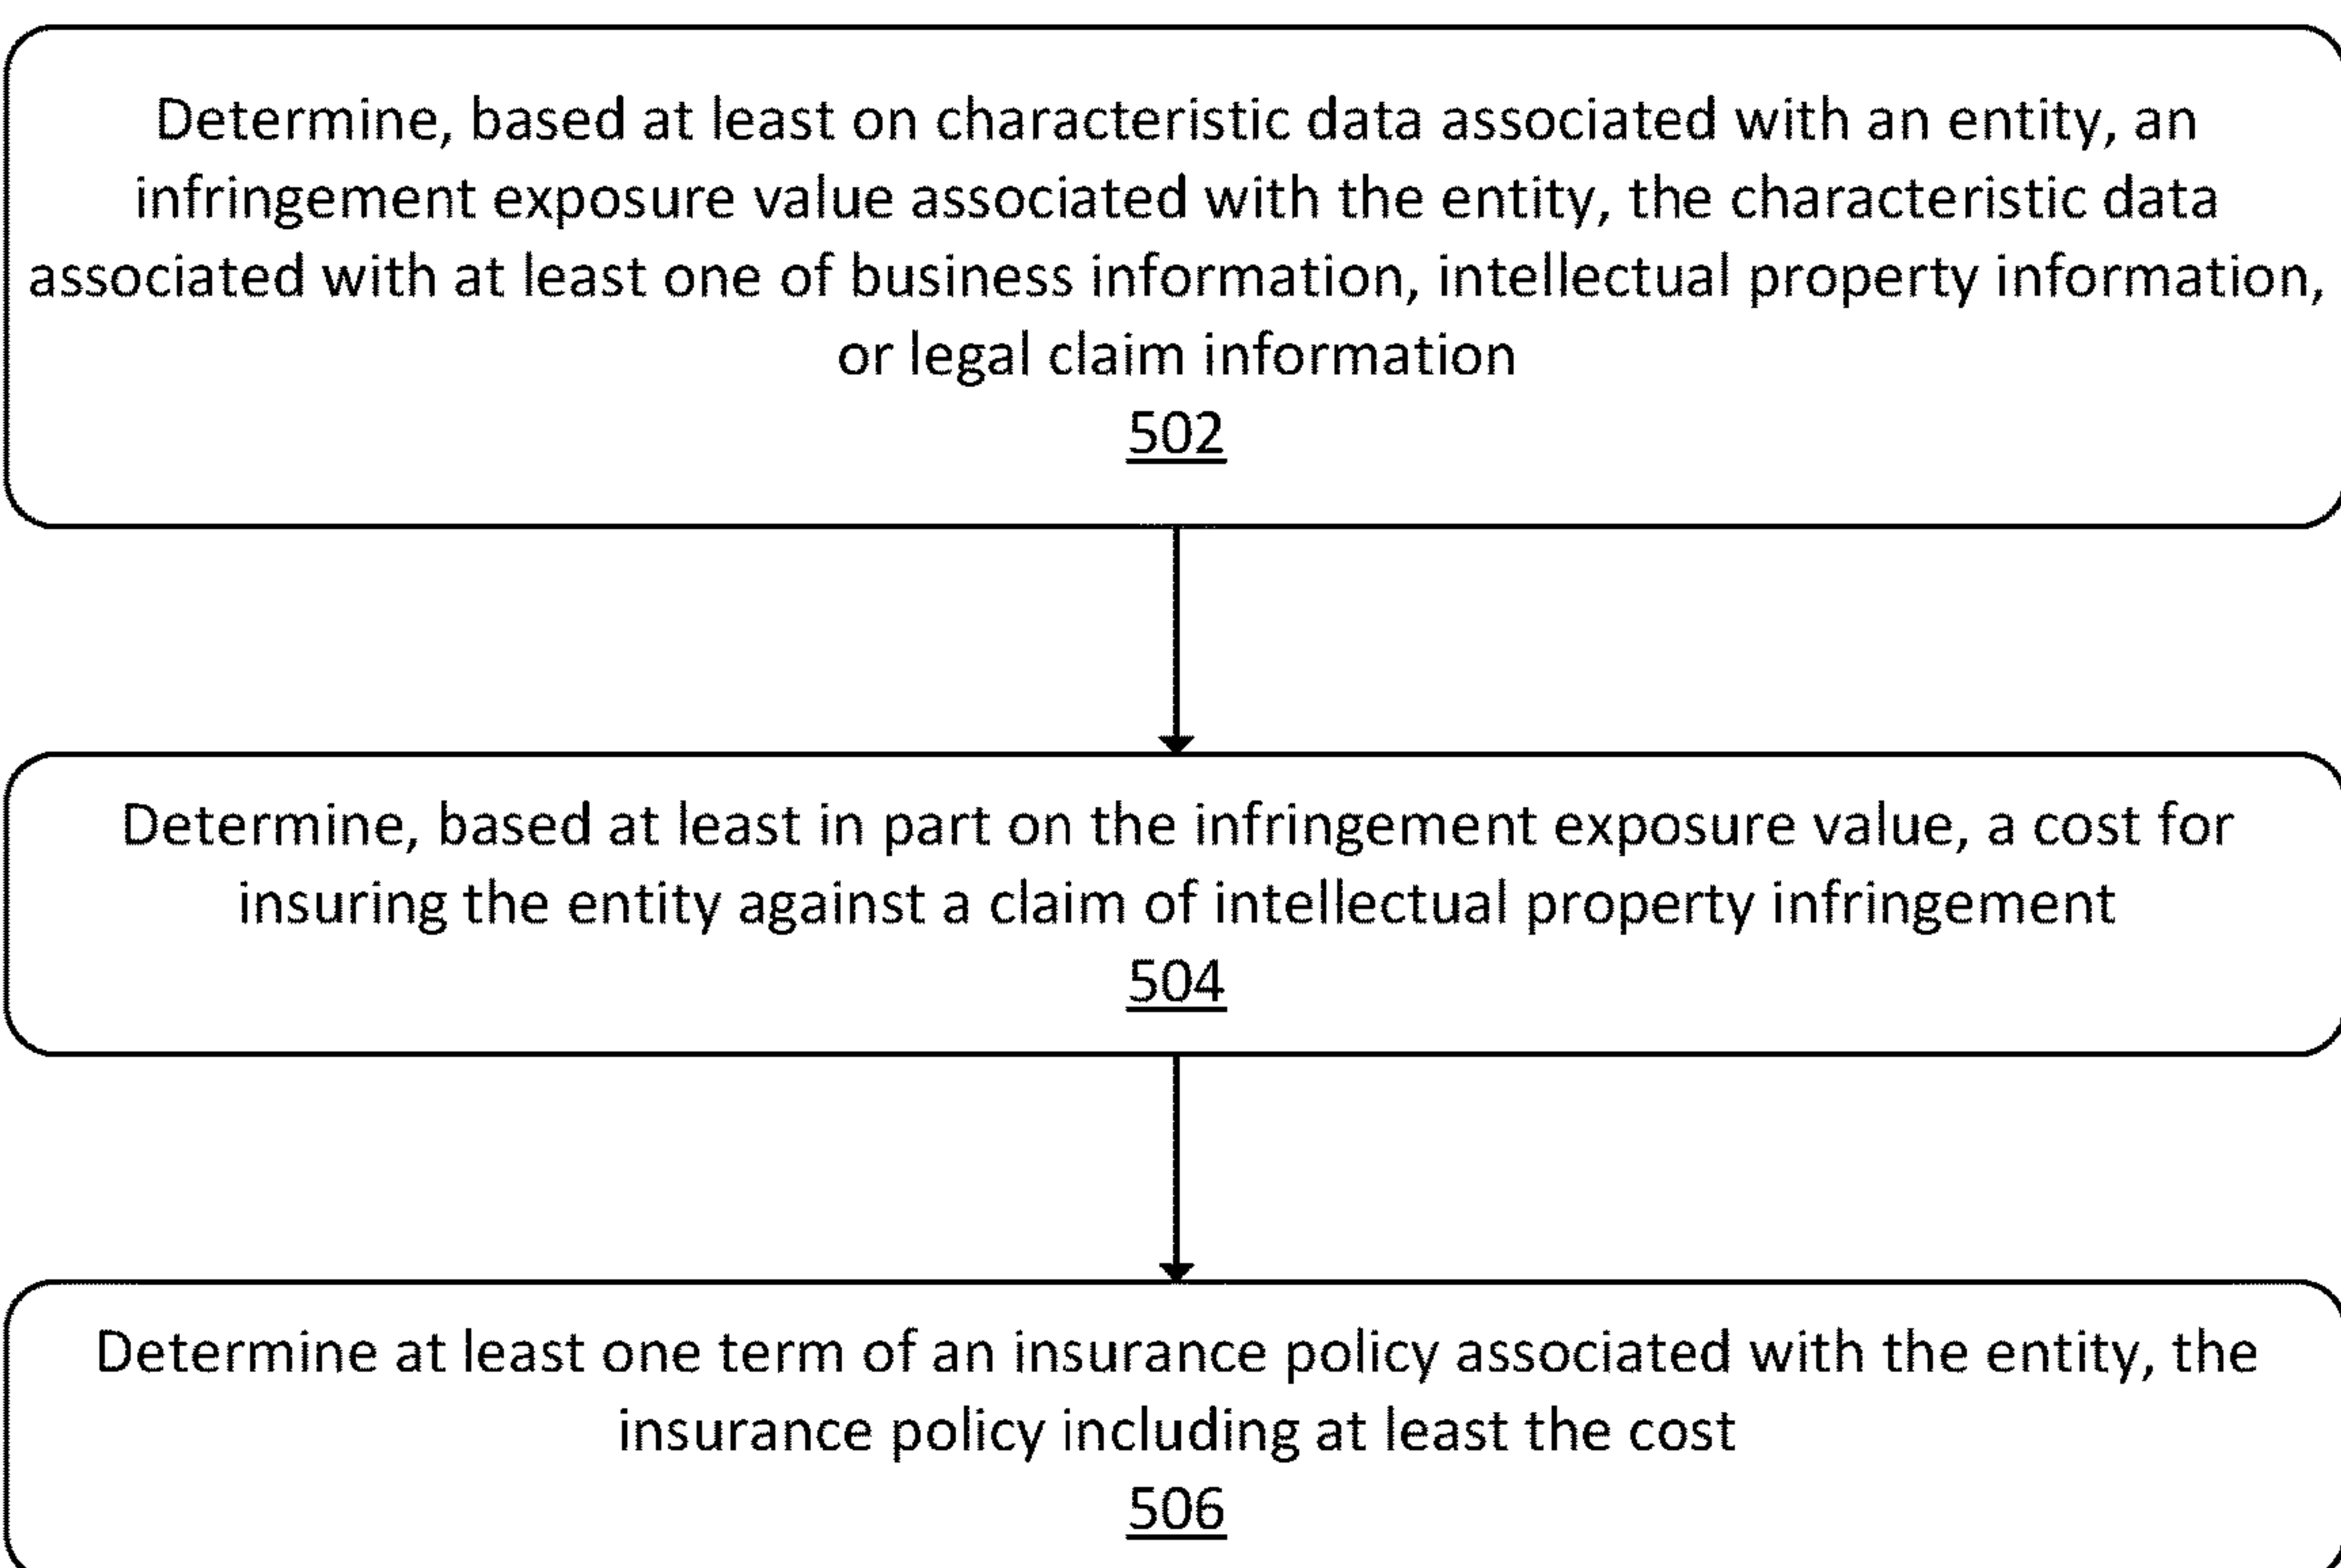 Determine, based at least on characteristic data associated with an entity, an
infringement exposure value associated with the entity, the characteristic data
associated with at least one of business information, intellectual property information,
or legal claim information
502
Determine, based at least in part on the infringement exposure value, a cost for
insuring the entity against a claim of intellectual property infringement
504
Determine at least one term of an insurance policy associated with the entity, the
insurance policy including at least the cost
506